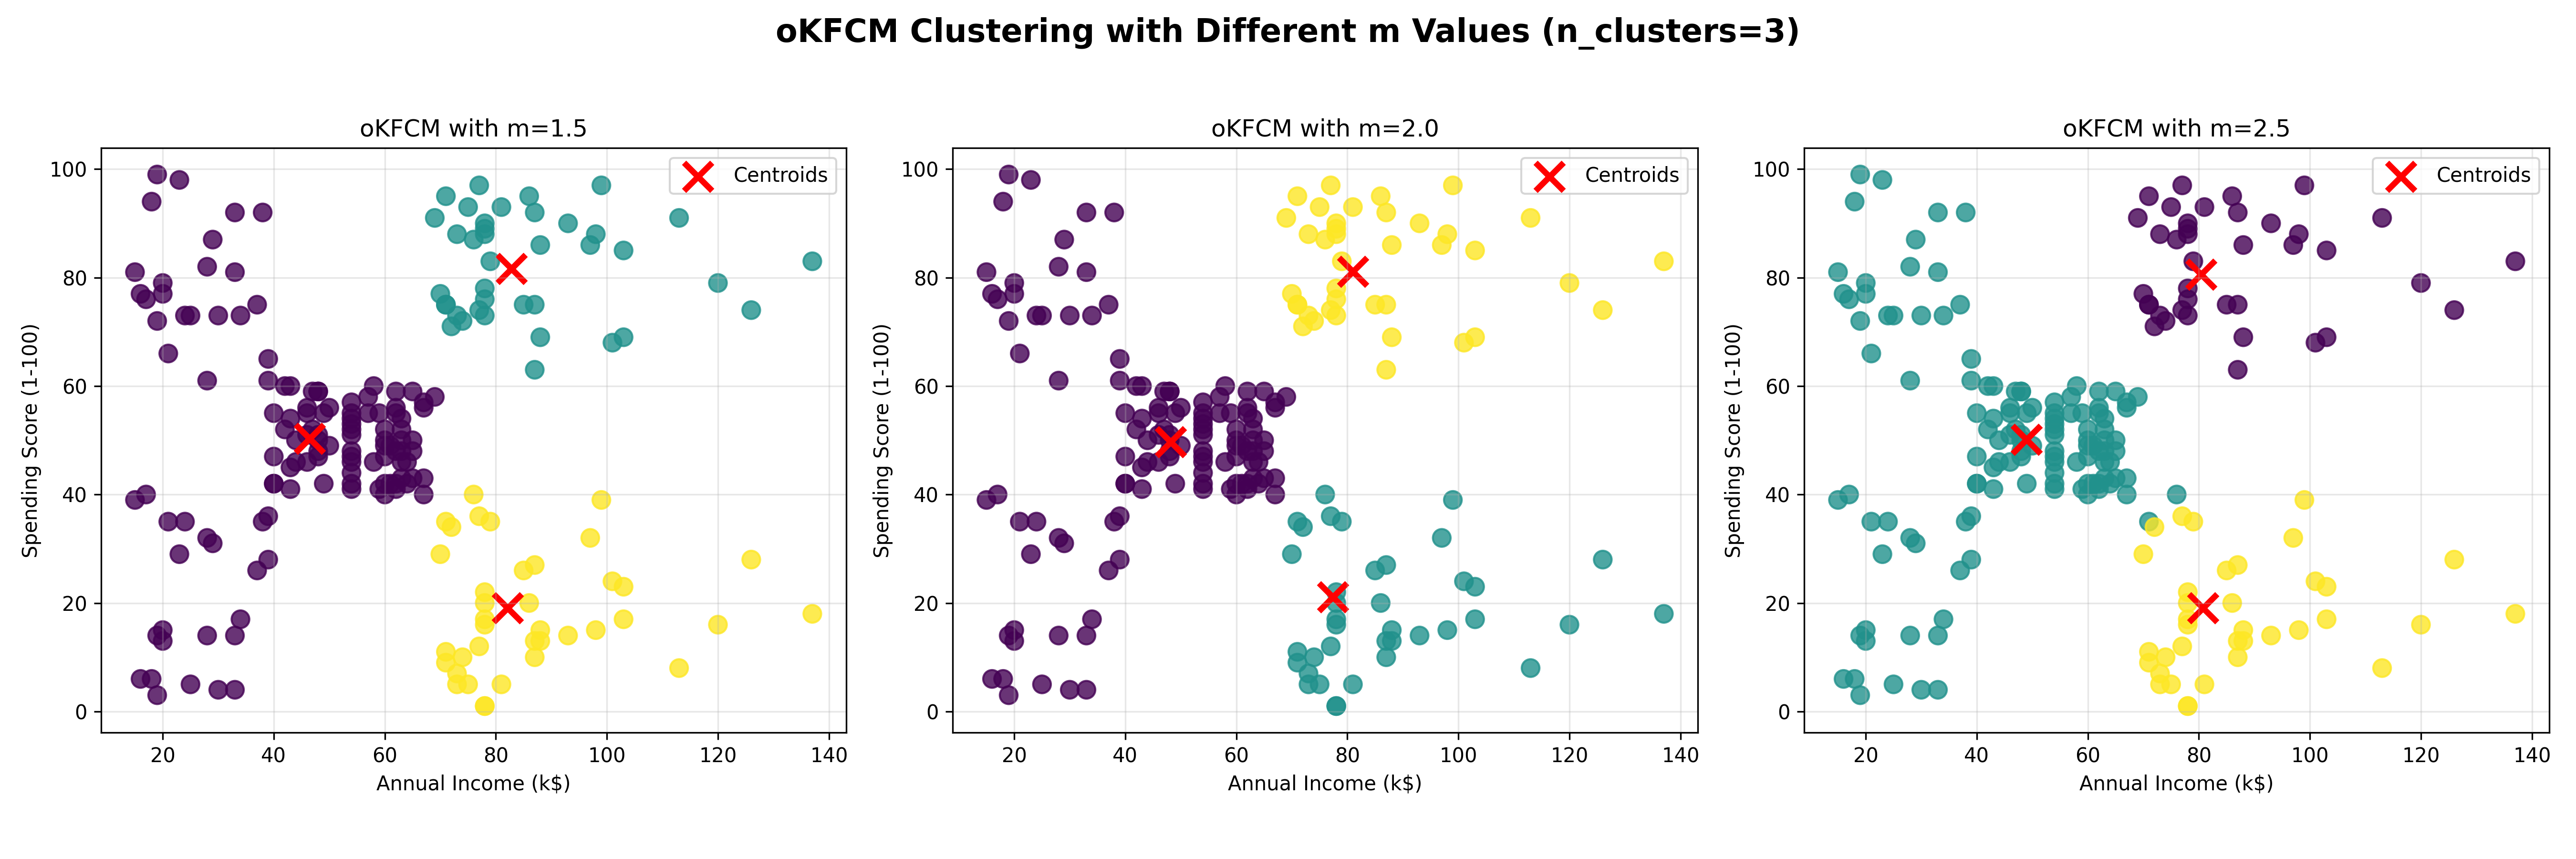 oKFCM Clustering with Different m Values (n_clusters=3)
oKFCM with m=1.5
Centroids
Spending Score (1-100)
100
80
60
40
20
0
20 40 60 80 100 120 140
Annual Income (k$)
oKFCM with m=2.0
Centroids
Spending Score (1-100)
100
80
60
40
20
0
20 40 60 80 100 120 140
Annual Income (k$)
oKFCM with m=2.5
Centroids
Spending Score (1-100)
100
80
60
40
20
0
20 40 60 80 100 120 140
Annual Income (k$)